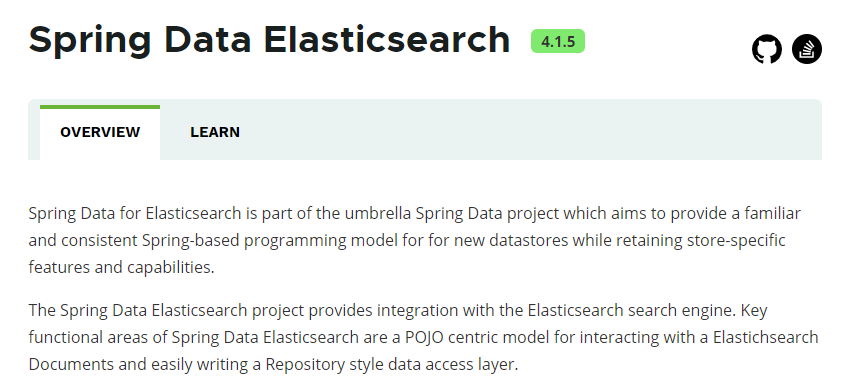 Spring Data Elasticsearch 4.1.5
OVERVIEW LEARN
Spring Data for Elasticsearch is part of the umbrella Spring Data project which aims to provide a familiar
and consistent Spring-based programming model for for new datastores while retaining store-specific
features and capabilities.
The Spring Data Elasticsearch project provides integration with the Elasticsearch search engine. Key
functional areas of Spring Data Elasticsearch are a POJO centric model for interacting with a Elastichsearch
Documents and easily writing a Repository style data access layer.